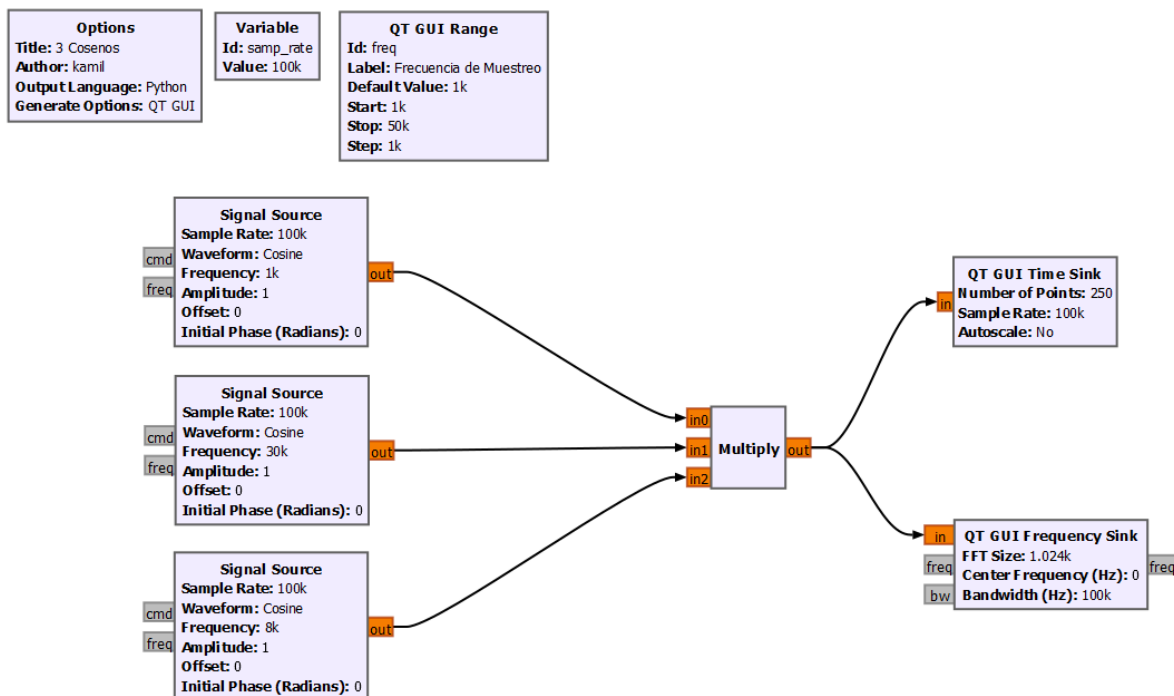 Options
Title: 3 Cosenos
Author: kamil
Output Language: Python
Generate Options: QT GUI
Variable
Id: samp_rate
Value: 100k
QT GUI Range
Id: freq
Label: Frecuencia de Muestreo
Default Value: 1k
Start: 1k
Stop: 50k
Step: 1k
Signal Source
Sample Rate: 100k
Waveform: Cosine
Frequency: 1k
Amplitude: 1
Offset: 0
Initial Phase (Radians): 0
cmd
freq
out
Signal Source
Sample Rate: 100k
Waveform: Cosine
Frequency: 30k
Amplitude: 1
Offset: 0
Initial Phase (Radians): 0
cmd
freq
out
Signal Source
Sample Rate: 100k
Waveform: Cosine
Frequency: 8k
Amplitude: 1
Offset: 0
Initial Phase (Radians): 0
cmd
freq
out
in0
in1
in2
Multiply
out
in
QT GUI Time Sink
Number of Points: 250
Sample Rate: 100k
Autoscale: No
in
freq
bw
QT GUI Frequency Sink
FFT Size: 1.024k
Center Frequency (Hz): 0
Bandwidth (Hz): 100k
freq